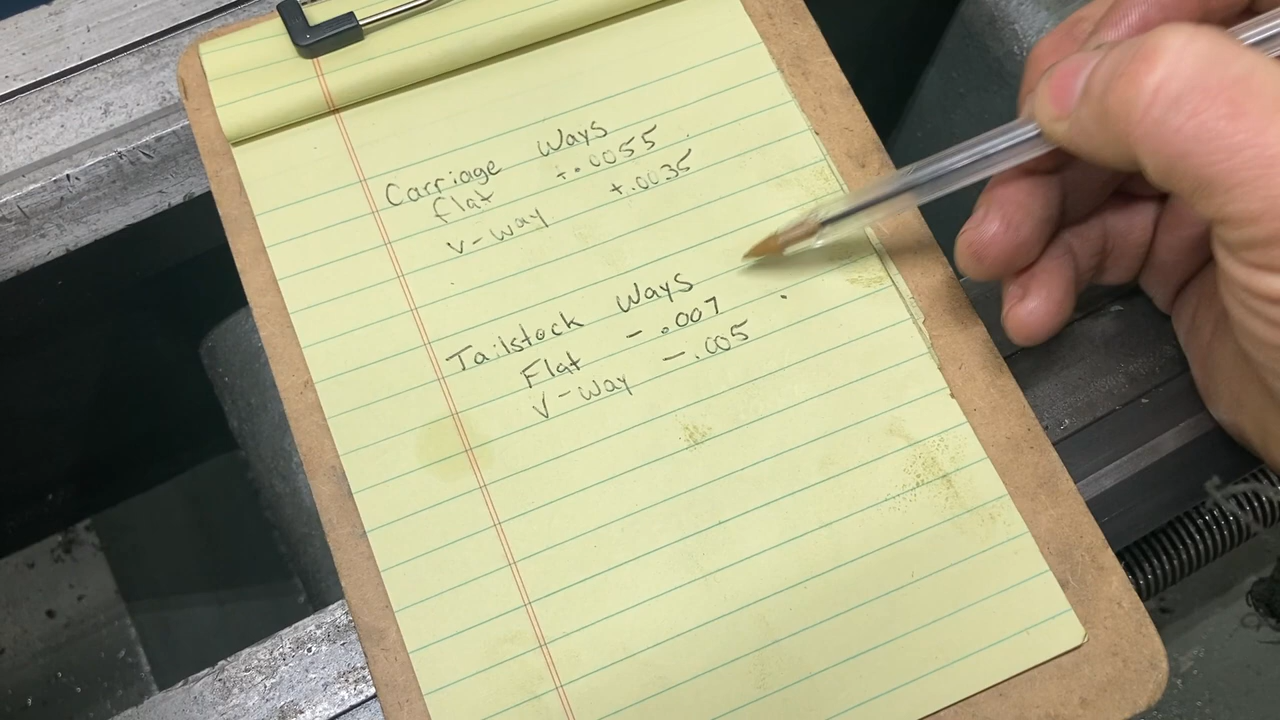 Carriage Ways
flat +.0055
v-way +.0035
Tailstock Ways
Flat -.007
V-way -.005